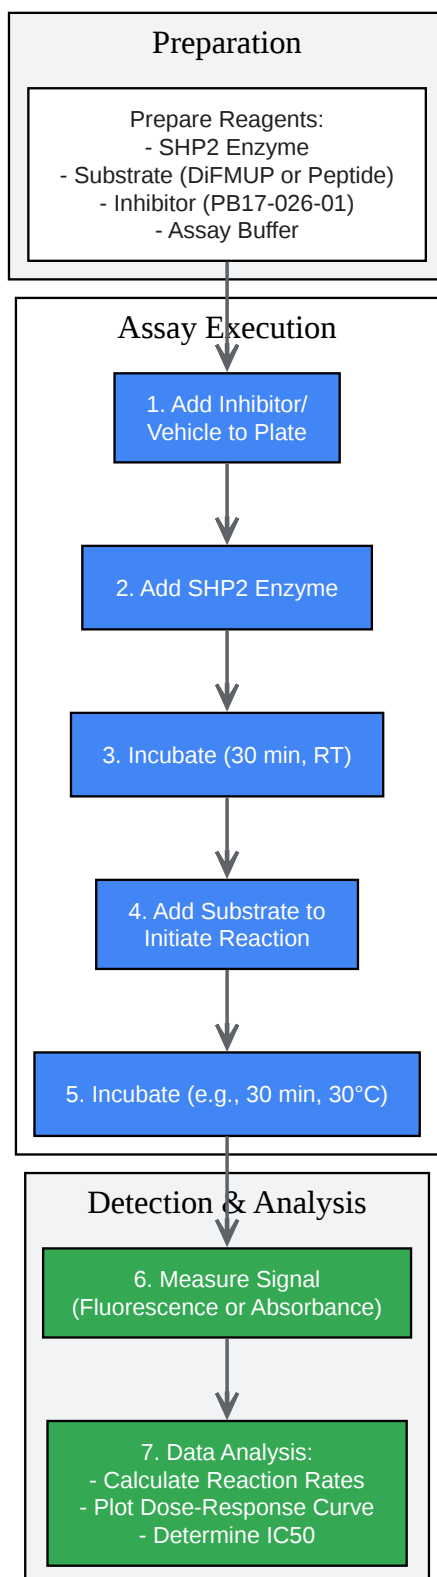 Preparation
Prepare Reagents:
- SHP2 Enzyme
- Substrate (DiFMUP or Peptide)
- Inhibitor (PB17-026-01)
- Assay Buffer
Assay Execution
1. Add Inhibitor/
Vehicle to Plate
2. Add SHP2 Enzyme
3. Incubate (30 min, RT)
4. Add Substrate to
Initiate Reaction
5. Incubate (e.g., 30 min, 30°C)
Detection & Analysis
6. Measure Signal
(Fluorescence or Absorbance)
7. Data Analysis:
- Calculate Reaction Rates
- Plot Dose-Response Curve
- Determine IC50